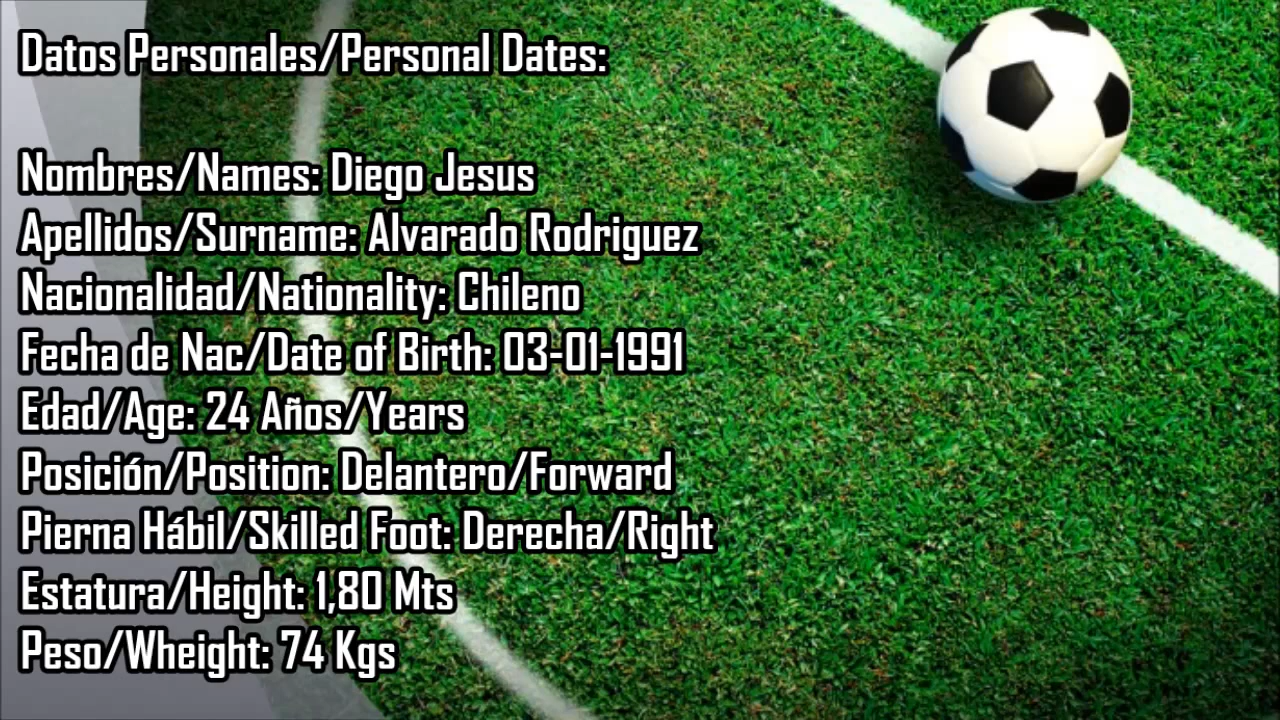 Datos Personales/Personal Dates:
Nombres/Names: Diego Jesus
Apellidos/Surname: Alvarado Rodriguez
Nacionalidad/Nationality: Chileno
Fecha de Nac/Date of Birth: 03-01-1991
Edad/Age: 24 Años/Years
Posición/Position: Delantero/Forward
Pierna Hábil/Skilled Foot: Derecha/Right
Estatura/Height: 1,80 Mts
Peso/Wheight: 74 Kgs